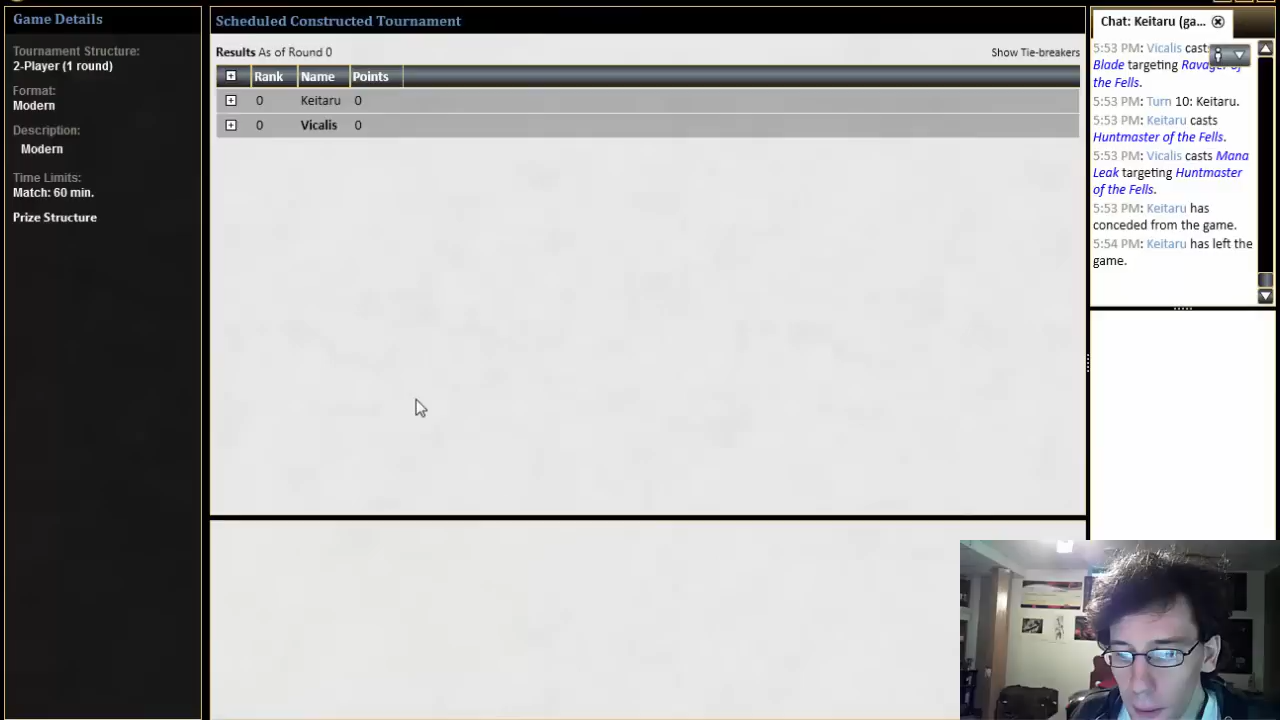 Game Details
Tournament Structure:
2-Player (1 round)
Format:
Modern
Description:
Modern
Time Limits:
Match: 60 min.
Prize Structure
Scheduled Constructed Tournament
Results As of Round 0
Show Tie-breakers
Rank Name Points
0 Keitaru 0
0 Vicalis 0
Chat: Keitaru (ga...
5:53 PM: Vicalis cast
Blade targeting
the Fells.
5:53 PM: Turn 10: Keitaru.
5:53 PM: Keitaru casts
Huntmaster of the Fells.
5:53 PM: Vicalis casts Mana
Leak targeting Huntmaster
of the Fells.
5:53 PM: Keitaru has
conceded from the game.
5:54 PM: Keitaru has left the
game.